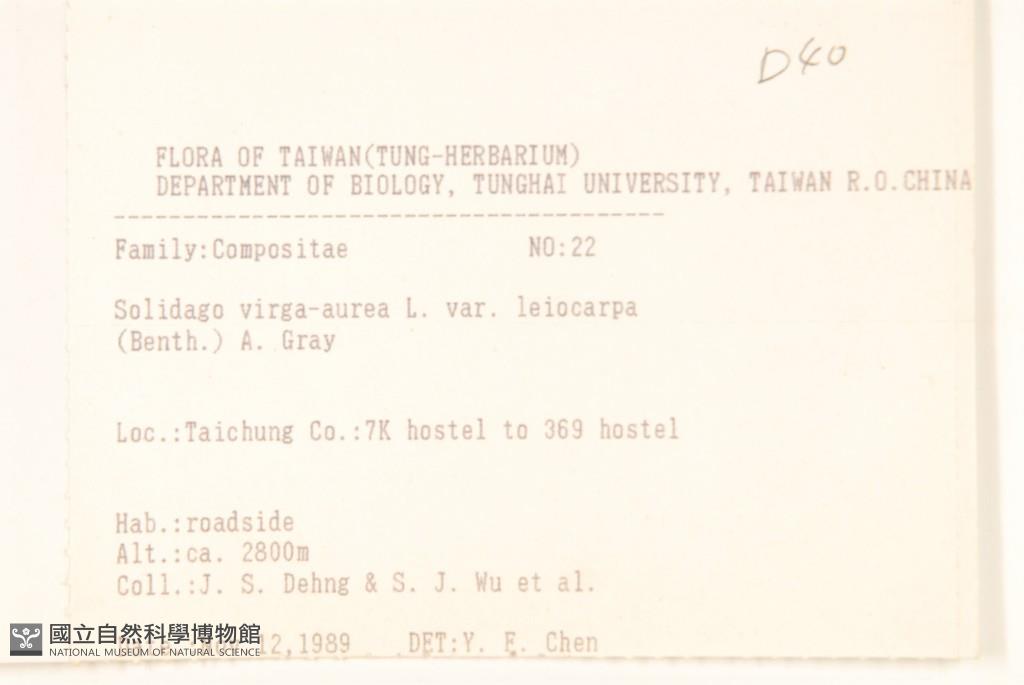 D40
FLORA OF TAIWAN(TUNG-HERBARIUM)
DEPARTMENT OF BIOLOGY, TUNGHAI UNIVERSITY, TAIWAN R.O.CHINA
----------------------------------------
Family:Compositae NO:22
Solidago virga-aurea L. var. leiocarpa
(Benth.) A. Gray
Loc.:Taichung Co.:7K hostel to 369 hostel
Hab.:roadside
Alt.:ca. 2800m
Coll.:J. S. Dehng & S. J. Wu et al.
12,1989 DET:Y. E. Chen
國立自然科學博物館
NATIONAL MUSEUM OF NATURAL SCIENCE